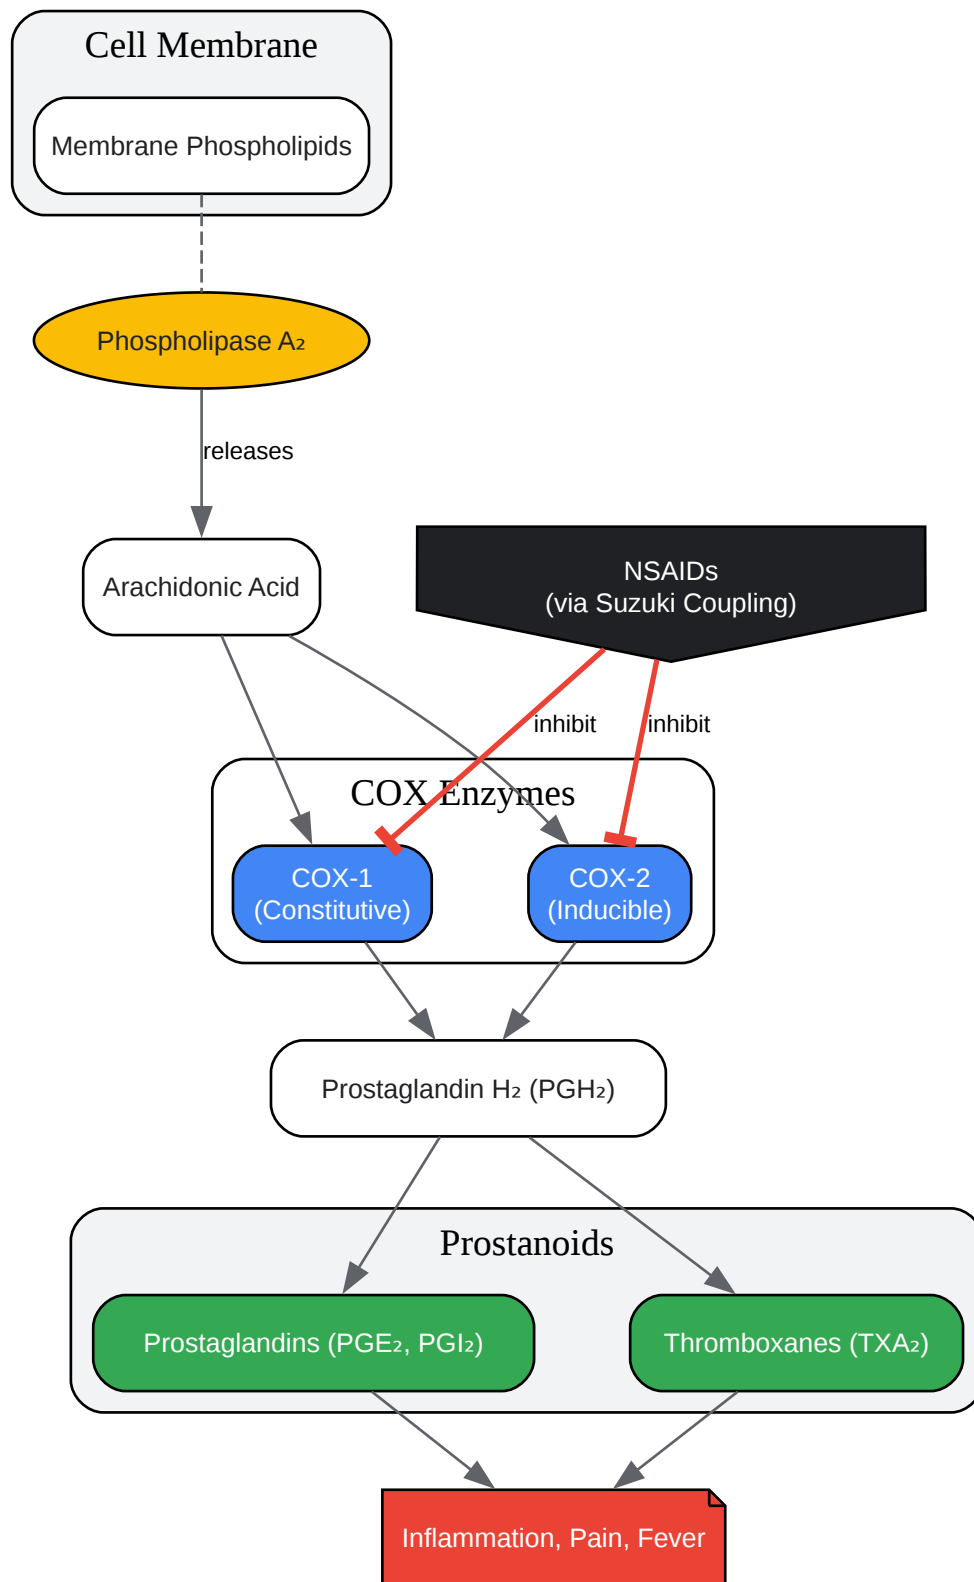 Cell Membrane
Membrane Phospholipids
Phospholipase A₂
releases
Arachidonic Acid
NSAIDs
(via Suzuki Coupling)
inhibit
inhibit
COX Enzymes
COX-1
(Constitutive)
COX-2
(Inducible)
Prostaglandin H₂ (PGH₂)
Prostanoids
Prostaglandins (PGE₂, PGI₂)
Thromboxanes (TXA₂)
Inflammation, Pain, Fever